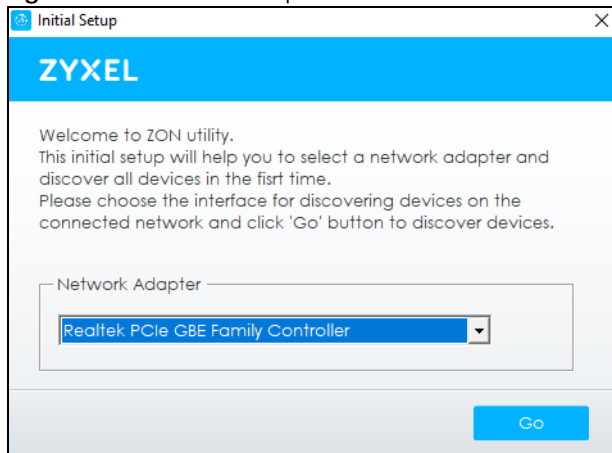 Initial Setup
ZYXEL
Welcome to ZON utility.
This initial setup will help you to select a network adapter and
discover all devices in the fisrt time.
Please choose the interface for discovering devices on the
connected network and click 'Go' button to discover devices.
Network Adapter
Realtek PCIe GBE Family Controller
Go